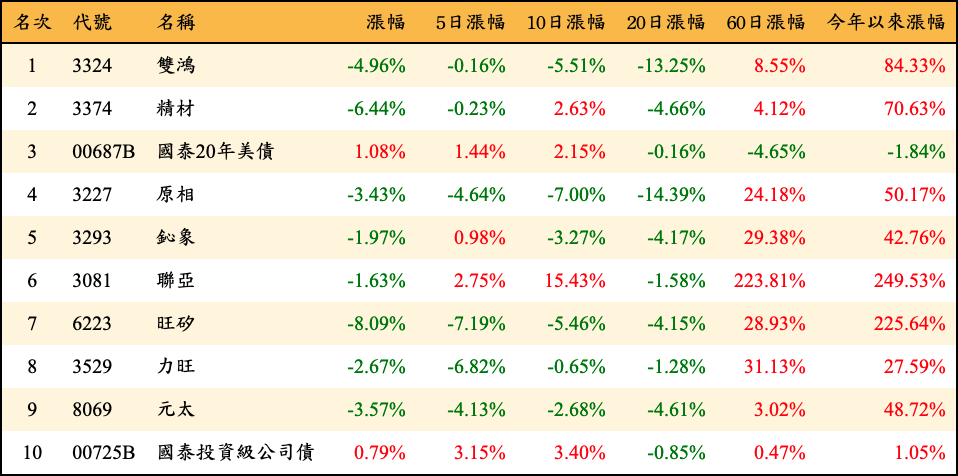 名次 代號 名稱 漲幅 5日漲幅 10日漲幅 20日漲幅 60日漲幅 今年以來漲幅
1 3324 雙鴻 -4.96% -0.16% -5.51% -13.25% 8.55% 84.33%
2 3374 精材 -6.44% -0.23% 2.63% -4.66% 4.12% 70.63%
3 00687B 國泰20年美債 1.08% 1.44% 2.15% -0.16% -4.65% -1.84%
4 3227 原相 -3.43% -4.64% -7.00% -14.39% 24.18% 50.17%
5 3293 鈊象 -1.97% 0.98% -3.27% -4.17% 29.38% 42.76%
6 3081 聯亞 -1.63% 2.75% 15.43% -1.58% 223.81% 249.53%
7 6223 旺矽 -8.09% -7.19% -5.46% -4.15% 28.93% 225.64%
8 3529 力旺 -2.67% -6.82% -0.65% -1.28% 31.13% 27.59%
9 8069 元太 -3.57% -4.13% -2.68% -4.61% 3.02% 48.72%
10 00725B 國泰投資級公司債 0.79% 3.15% 3.40% -0.85% 0.47% 1.05%